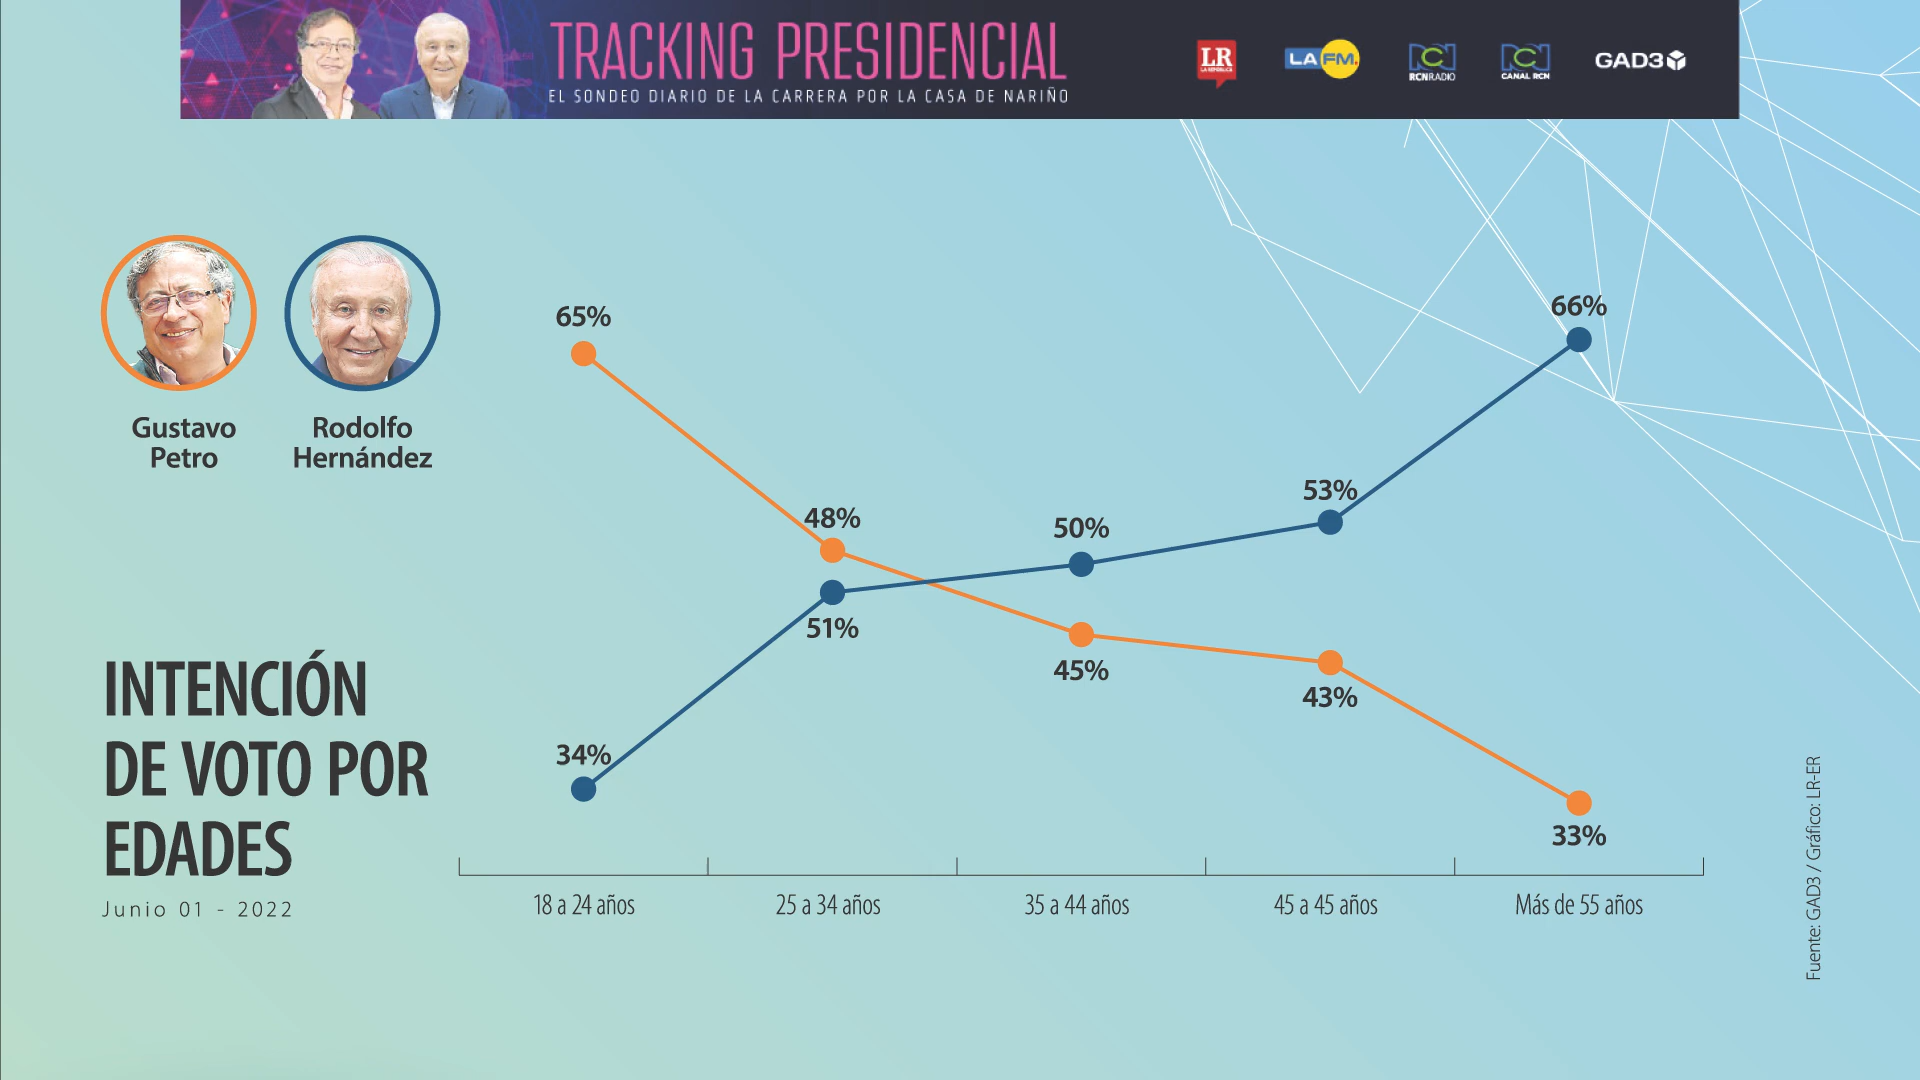 TRACKING PRESIDENCIAL
EL SONDEO DIARIO DE LA CARRERA POR LA CASA DE NARIÑO
LR
LA REPÚBLICA
LA FM.
RCN RADIO
CANAL RCN
GAD3
Gustavo
Petro
Rodolfo
Hernández
INTENCIÓN
DE VOTO POR
EDADES
Junio 01 - 2022
65%
48%
45%
43%
33%
34%
51%
50%
53%
66%
18 a 24 años
25 a 34 años
35 a 44 años
45 a 45 años
Más de 55 años
Fuente: GAD3 / Gráfico: LR-ER